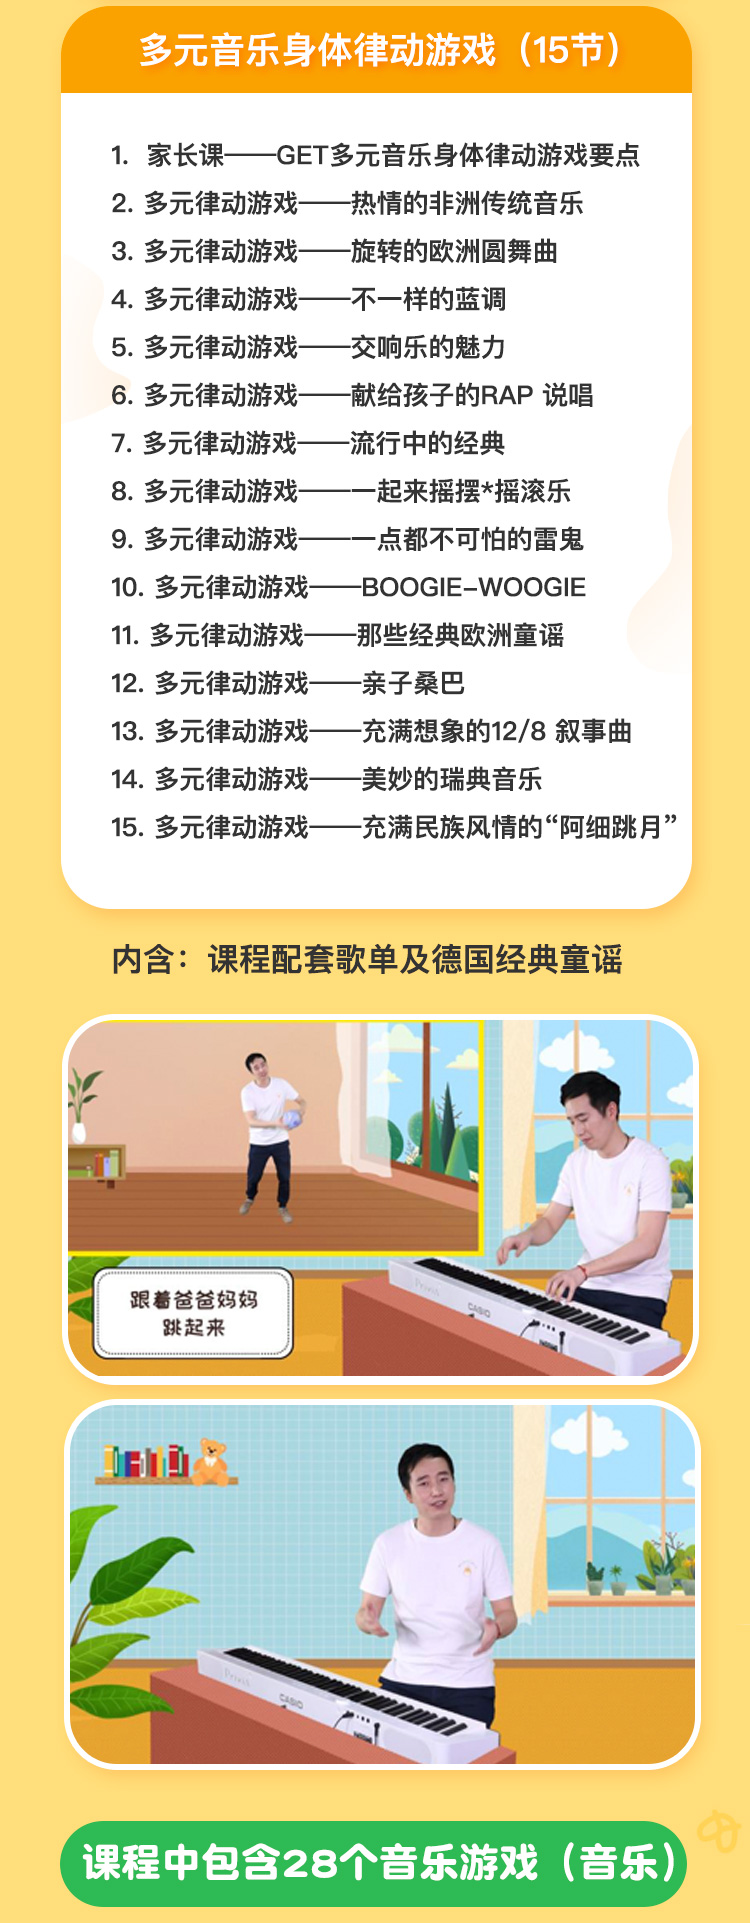 多元音乐身体律动游戏（15节）
1. 家长课——GET多元音乐身体律动游戏要点
2. 多元律动游戏——热情的非洲传统音乐
3. 多元律动游戏——旋转的欧洲圆舞曲
4. 多元律动游戏——不一样的蓝调
5. 多元律动游戏——交响乐的魅力
6. 多元律动游戏——献给孩子的RAP 说唱
7. 多元律动游戏——流行中的经典
8. 多元律动游戏——一起来摇摆*摇滚乐
9. 多元律动游戏——一点都不可怕的雷鬼
10. 多元律动游戏——BOOGIE-WOOGIE
11. 多元律动游戏——那些经典欧洲童谣
12. 多元律动游戏——亲子桑巴
13. 多元律动游戏——充满想象的12/8 叙事曲
14. 多元律动游戏——美妙的瑞典音乐
15. 多元律动游戏——充满民族风情的“阿细跳月”
内含：课程配套歌单及德国经典童谣
跟着爸爸妈妈
跳起来
Privia
CASIO
Privia
CASIO
课程中包含28个音乐游戏（音乐）